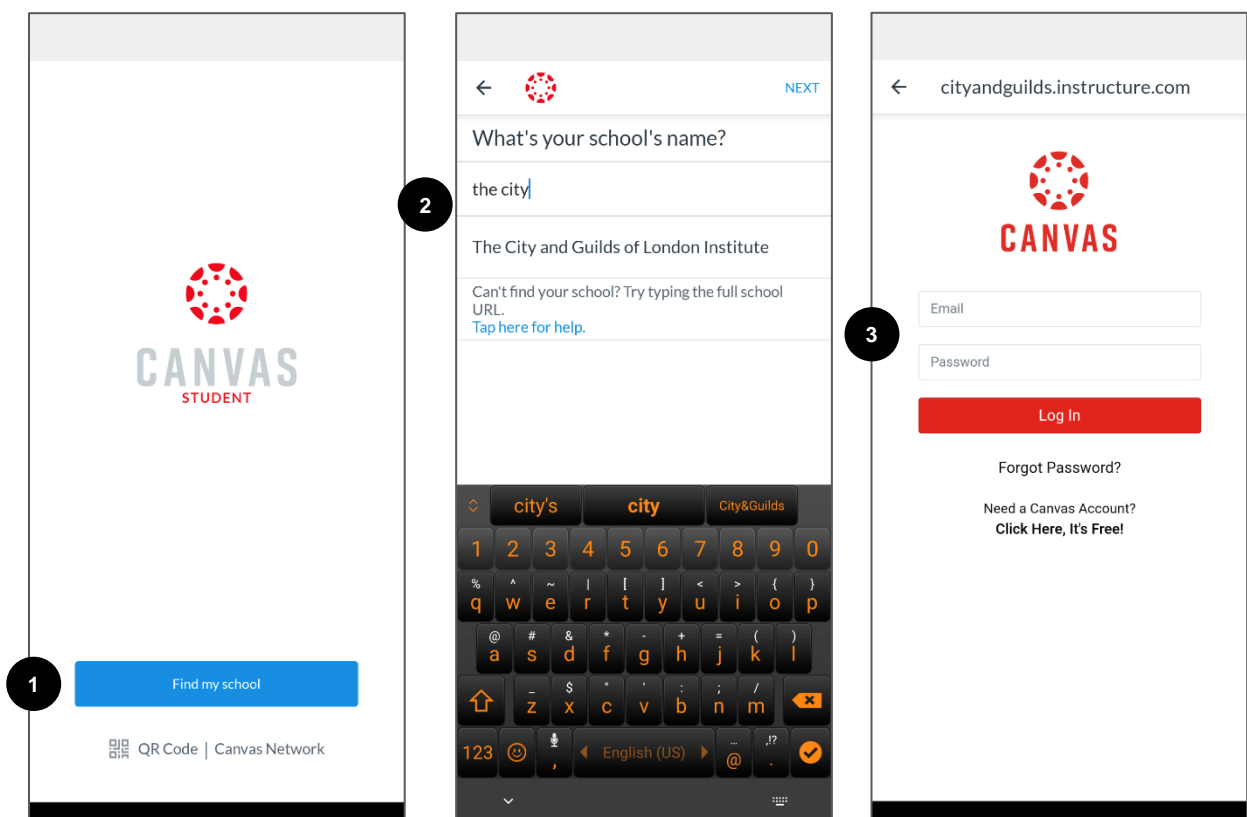 CANVAS
STUDENT
1
Find my school
QR Code | Canvas Network
2
NEXT
What's your school's name?
the city
The City and Guilds of London Institute
Can't find your school? Try typing the full school
URL.
Tap here for help.
city's city City&Guilds
1 2 3 4 5 6 7 8 9 0
% ^ ~ | [ ] < > { }
q w e r t y u i o p
@ # & * - + = ( )
a s d f g h j k l
_ $ " ' : ; /
z x c v b n m
... ,!?
123 , English (US) @ .
3
cityandguilds.instructure.com
CANVAS
Email
Password
Log In
Forgot Password?
Need a Canvas Account?
Click Here, It's Free!